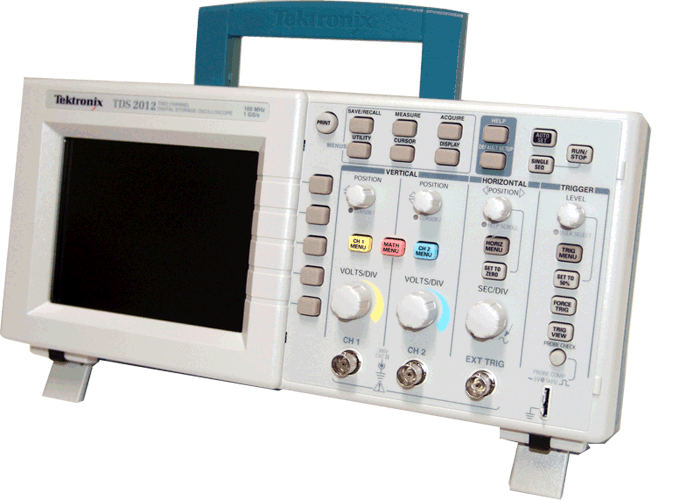 Tektronix
Tektronix TDS 2012 TWO CHANNEL DIGITAL STORAGE OSCILLOSCOPE
100 MHz
1 GS/s
PRINT
SAVE/RECALL MEASURE ACQUIRE
HELP
AUTO SET
UTILITY CURSOR DISPLAY
DEFAULT SETUP
SINGLE SEQ
RUN/STOP
MENUS
VERTICAL
HORIZONTAL
TRIGGER
POSITION POSITION POSITION LEVEL
CH 1 MENU
MATH MENU
CH 2 MENU
HORIZ MENU
TRIG MENU
SET TO ZERO
SET TO 50%
VOLTS/DIV VOLTS/DIV SEC/DIV
FORCE TRIG
TRIG VIEW
PROBE CHECK
CH 1 CH 2 EXT TRIG
PROBE COMP